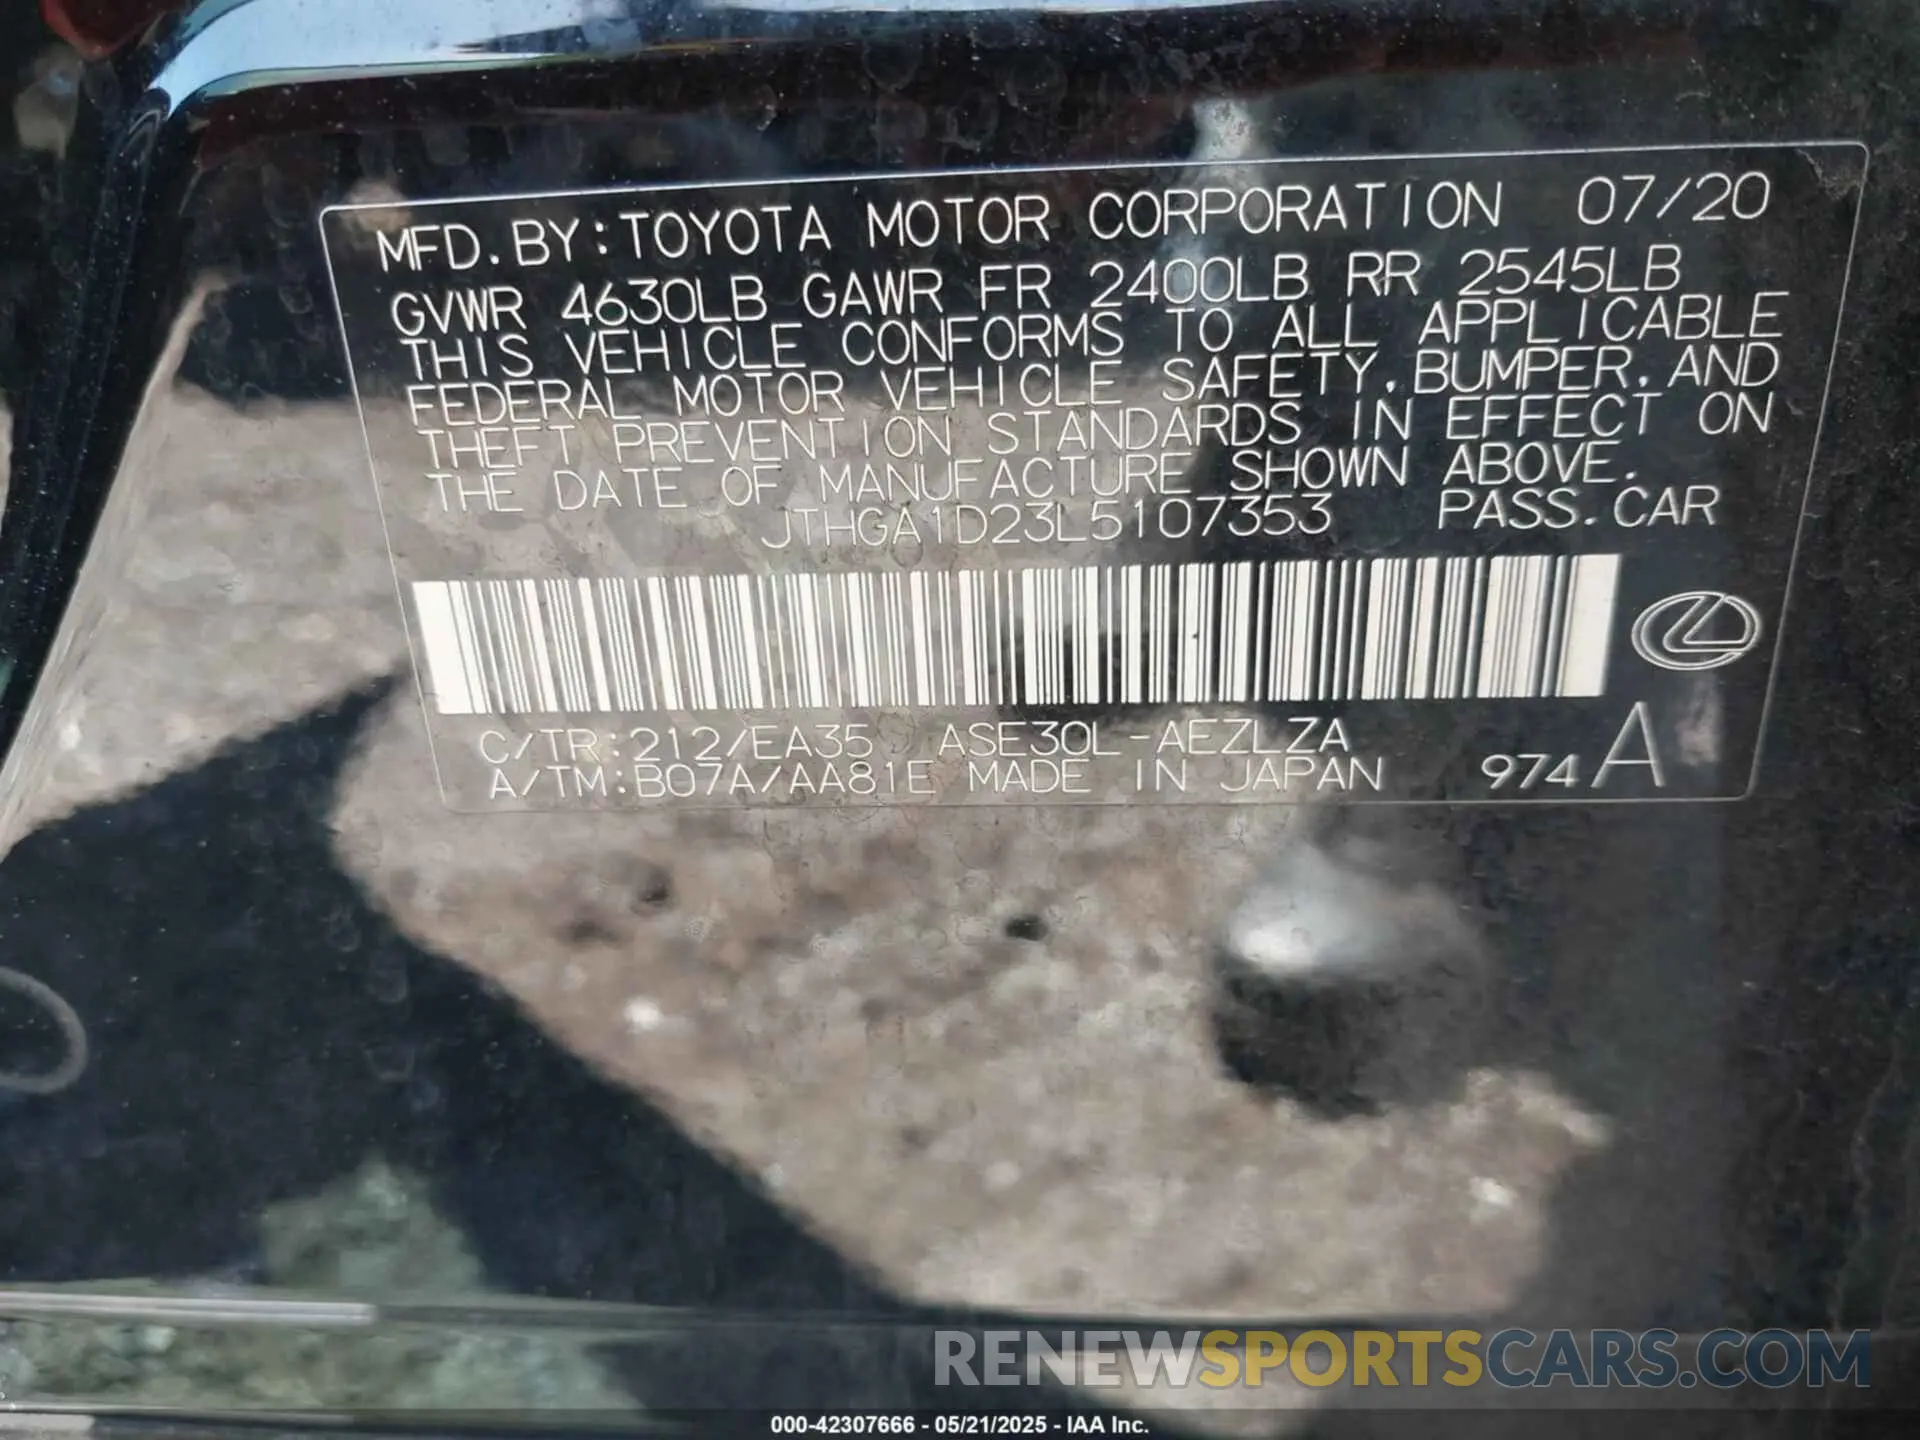 MFD. BY: TOYOTA MOTOR CORPORATION 07/20
GVWR 4630LB GAWR FR 2400LB RR 2545LB
THIS VEHICLE CONFORMS TO ALL APPLICABLE
FEDERAL MOTOR VEHICLE SAFETY, BUMPER, AND
THEFT PREVENTION STANDARDS IN EFFECT ON
THE DATE OF MANUFACTURE SHOWN ABOVE.
JTHGA1D23L5107353 PASS. CAR
C/TR:212/EA35 ASE30L-AEZLZA
A/TM:B07A/AA81E MADE IN JAPAN 974 A
RENEWSPORTSCARS.COM
000-42307666 - 05/21/2025 - IAA Inc.